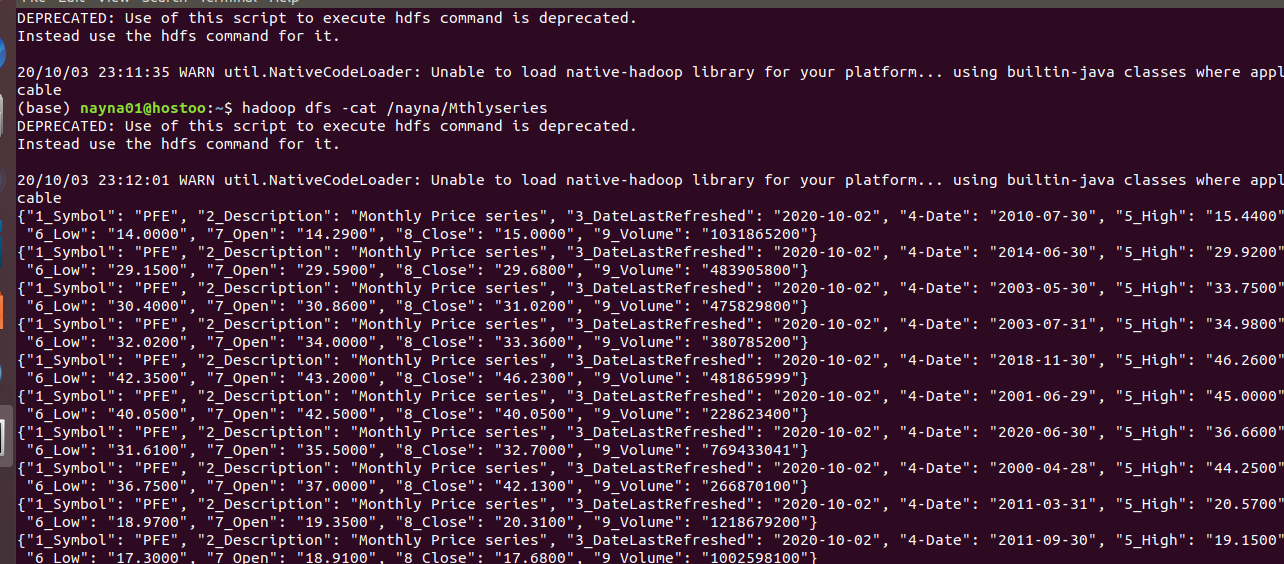 DEPRECATED: Use of this script to execute hdfs command is deprecated.
Instead use the hdfs command for it.
20/10/03 23:11:35 WARN util.NativeCodeLoader: Unable to load native-hadoop library for your platform... using builtin-java classes where appl
cable
(base) nayna01@hostoo:~$ hadoop dfs -cat /nayna/Mthlyseries
DEPRECATED: Use of this script to execute hdfs command is deprecated.
Instead use the hdfs command for it.
20/10/03 23:12:01 WARN util.NativeCodeLoader: Unable to load native-hadoop library for your platform... using builtin-java classes where appl
cable
{"1_Symbol": "PFE", "2_Description": "Monthly Price series", "3_DateLastRefreshed": "2020-10-02", "4-Date": "2010-07-30", "5_High": "15.4400"
"6_Low": "14.0000", "7_Open": "14.2900", "8_Close": "15.0000", "9_Volume": "1031865200"}
{"1_Symbol": "PFE", "2_Description": "Monthly Price series", "3_DateLastRefreshed": "2020-10-02", "4-Date": "2014-06-30", "5_High": "29.9200"
"6_Low": "29.1500", "7_Open": "29.5900", "8_Close": "29.6800", "9_Volume": "483905800"}
{"1_Symbol": "PFE", "2_Description": "Monthly Price series", "3_DateLastRefreshed": "2020-10-02", "4-Date": "2003-05-30", "5_High": "33.7500"
"6_Low": "30.4000", "7_Open": "30.8600", "8_Close": "31.0200", "9_Volume": "475829800"}
{"1_Symbol": "PFE", "2_Description": "Monthly Price series", "3_DateLastRefreshed": "2020-10-02", "4-Date": "2003-07-31", "5_High": "34.9800"
"6_Low": "32.0200", "7_Open": "34.0000", "8_Close": "33.3600", "9_Volume": "380785200"}
{"1_Symbol": "PFE", "2_Description": "Monthly Price series", "3_DateLastRefreshed": "2020-10-02", "4-Date": "2018-11-30", "5_High": "46.2600"
"6_Low": "42.3500", "7_Open": "43.2000", "8_Close": "46.2300", "9_Volume": "481865999"}
{"1_Symbol": "PFE", "2_Description": "Monthly Price series", "3_DateLastRefreshed": "2020-10-02", "4-Date": "2001-06-29", "5_High": "45.0000"
"6_Low": "40.0500", "7_Open": "42.5000", "8_Close": "40.0500", "9_Volume": "228623400"}
{"1_Symbol": "PFE", "2_Description": "Monthly Price series", "3_DateLastRefreshed": "2020-10-02", "4-Date": "2020-06-30", "5_High": "36.6600"
"6_Low": "31.6100", "7_Open": "35.5000", "8_Close": "32.7000", "9_Volume": "769433041"}
{"1_Symbol": "PFE", "2_Description": "Monthly Price series", "3_DateLastRefreshed": "2020-10-02", "4-Date": "2000-04-28", "5_High": "44.2500"
"6_Low": "36.7500", "7_Open": "37.0000", "8_Close": "42.1300", "9_Volume": "266870100"}
{"1_Symbol": "PFE", "2_Description": "Monthly Price series", "3_DateLastRefreshed": "2020-10-02", "4-Date": "2011-03-31", "5_High": "20.5700"
"6_Low": "18.9700", "7_Open": "19.3500", "8_Close": "20.3100", "9_Volume": "1218679200"}
{"1_Symbol": "PFE", "2_Description": "Monthly Price series", "3_DateLastRefreshed": "2020-10-02", "4-Date": "2011-09-30", "5_High": "19.1500"
"6_Low": "17.3000", "7_Open": "18.9100", "8_Close": "17.6800", "9_Volume": "1002598100"}